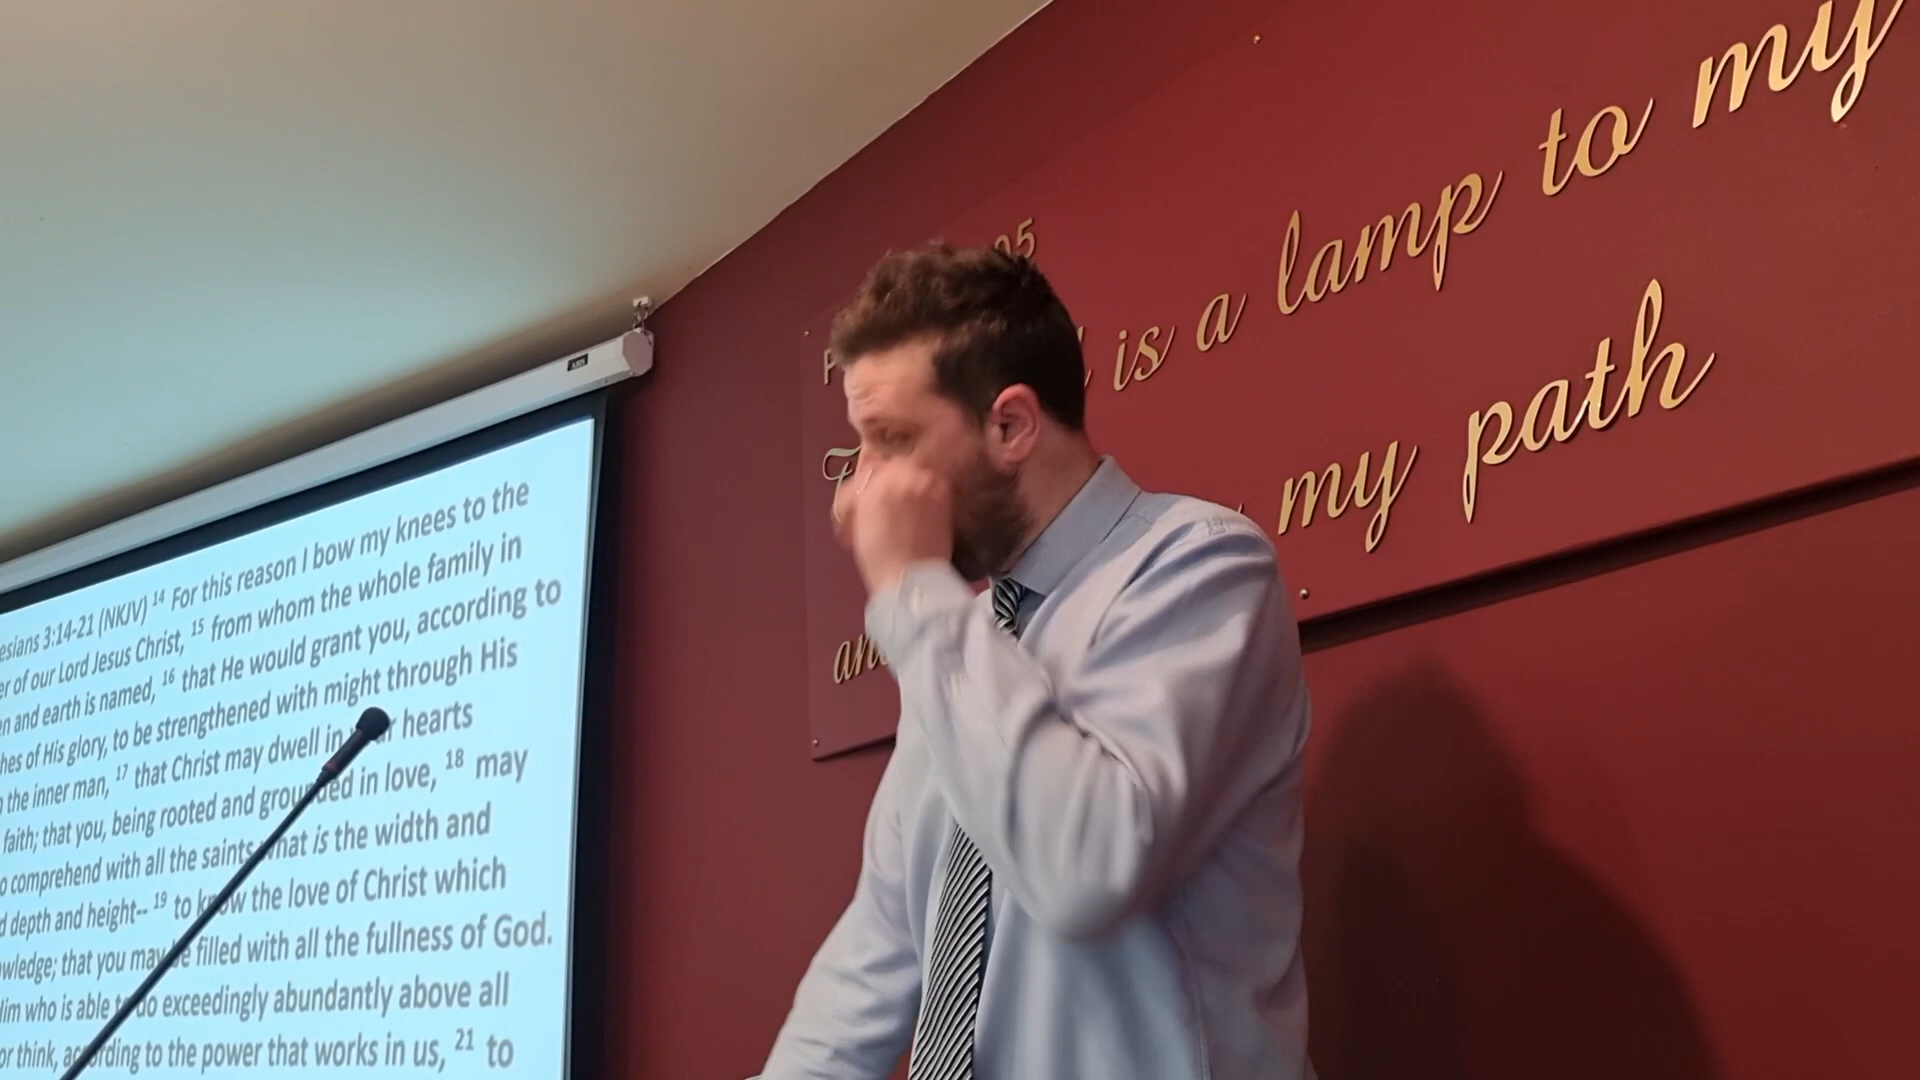 esians 3:14-21 (NKJV) 14 For this reason I bow my knees to the
er of our Lord Jesus Christ, 15 from whom the whole family in
n and earth is named, 16 that He would grant you, according to
hes of His glory, to be strengthened with might through His
the inner man, 17 that Christ may dwell in hearts
faith; that you, being rooted and grounded in love, 18 may
o comprehend with all the saints what is the width and
d depth and height-- 19 to know the love of Christ which
wledge; that you may be filled with all the fullness of God.
Him who is able to do exceedingly abundantly above all
or think, according to the power that works in us, 21 to
05
is a lamp to my
my path